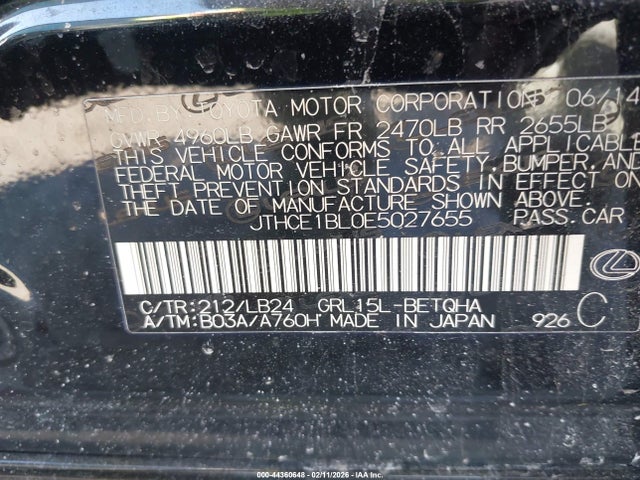 MFD.BY TOYOTA MOTOR CORPORATION 06/14
GVWR 4960LB GAWR FR 2470LB RR 2655LB
THIS VEHICLE CONFORMS TO ALL APPLICABLE
FEDERAL MOTOR VEHICLE SAFETY,BUMPER,AND
THEFT PREVENTION STANDARDS IN EFFECT ON
THE DATE OF MANUFACTURE SHOWN ABOVE.
JTHCE1BL0E5027655 PASS.CAR
C/TR:212/LB24 GRL15L-BETQHA
A/TM:B03A/A760H MADE IN JAPAN 926 C
000-44360648 - 02/11/2026 - ©IAA, Inc.